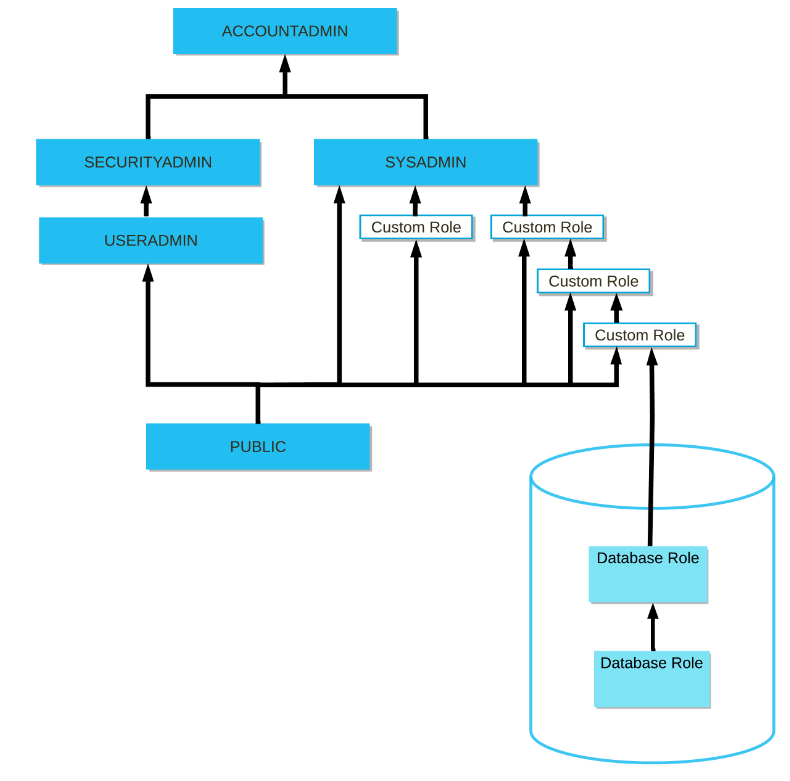 ACCOUNTADMIN
SECURITYADMIN
SYSADMIN
USERADMIN
Custom Role
Custom Role
Custom Role
Custom Role
PUBLIC
Database Role
Database Role